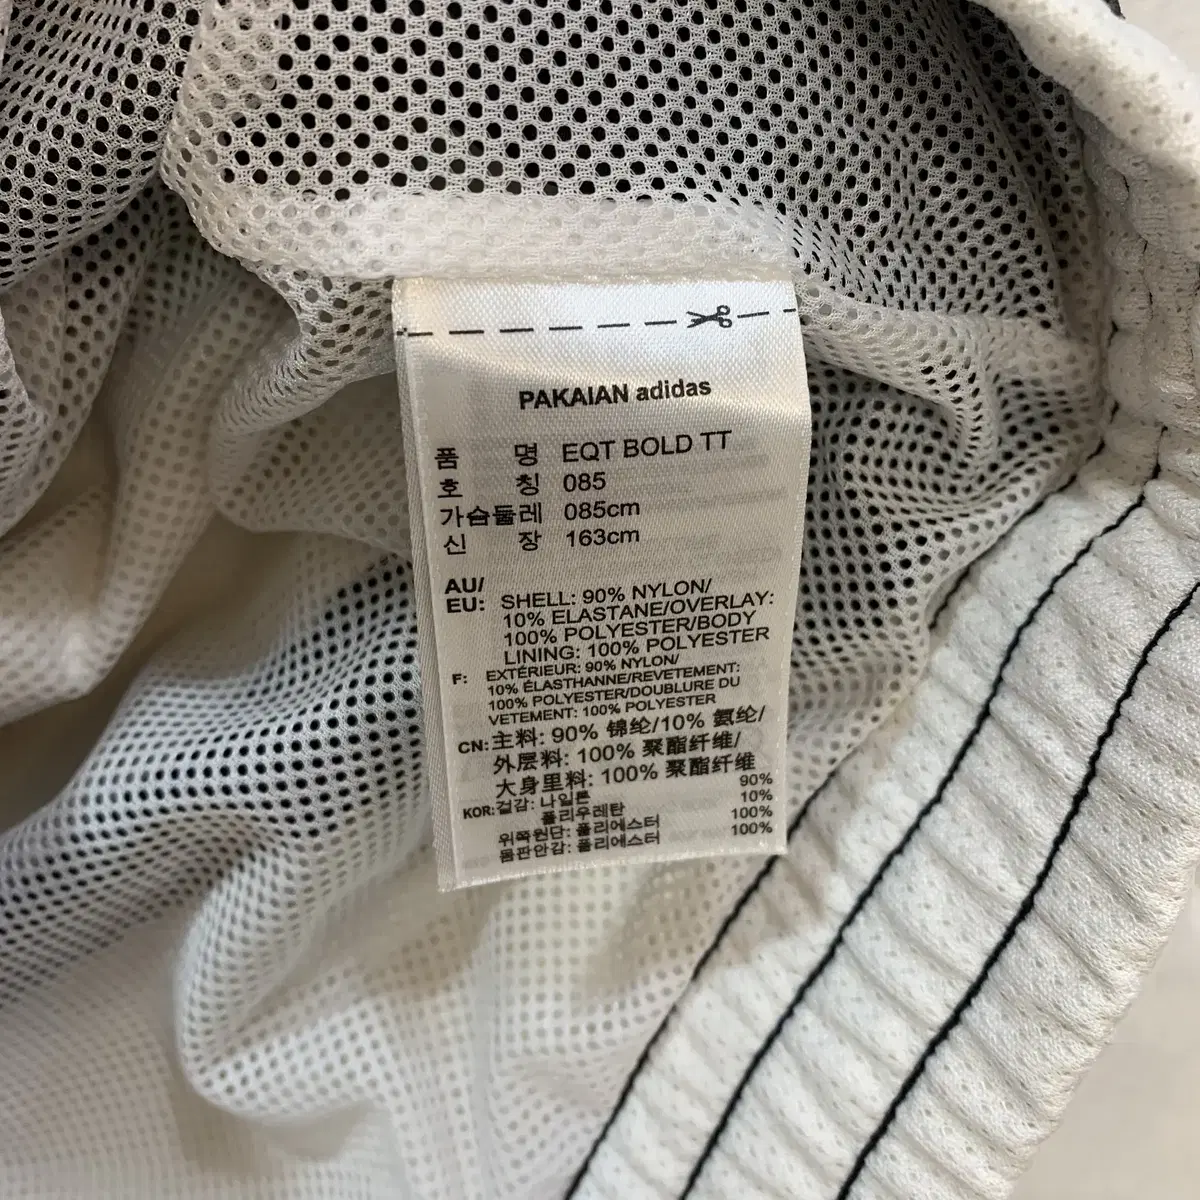 PAKAIAN adidas
품 명 EQT BOLD TT
호 칭 085
가슴둘레 085cm
신 장 163cm
AU/
EU: SHELL: 90% NYLON/
10% ELASTANE/OVERLAY:
100% POLYESTER/BODY
LINING: 100% POLYESTER
F: EXTÉRIEUR: 90% NYLON/
10% ÉLASTHANNE/REVETEMENT:
100% POLYESTER/DOUBLURE DU
VETEMENT: 100% POLYESTER
CN: 主料: 90% 锦纶/10% 氨纶/
外层料: 100% 聚酯纤维/
大身里料: 100% 聚酯纤维
KOR: 겉감: 나일론 90%
폴리우레탄 10%
위쪽원단: 폴리에스터 100%
몸판안감: 폴리에스터 100%